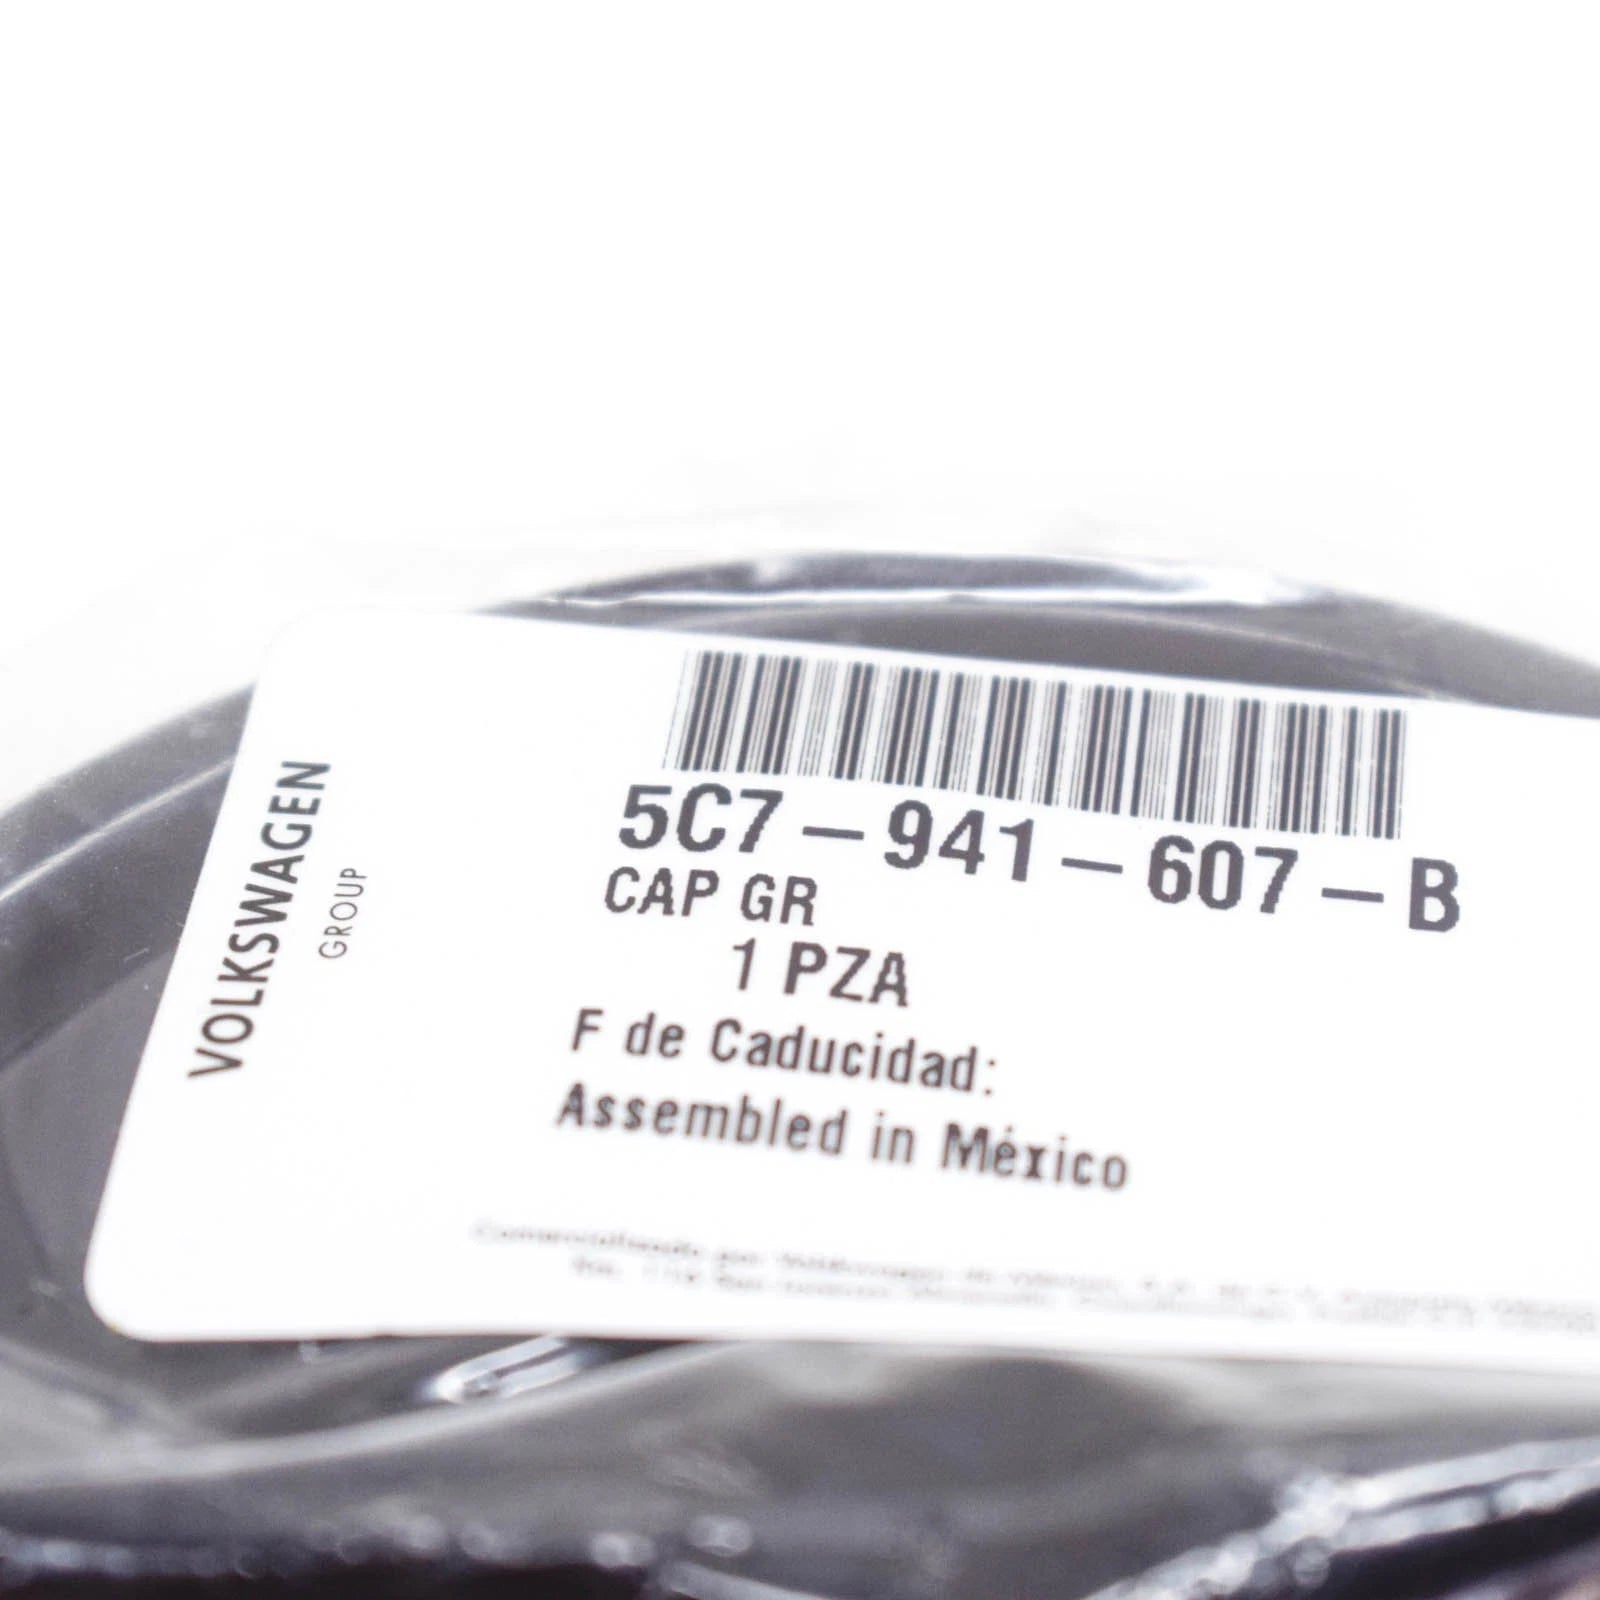 VOLKSWAGEN
GROUP
5C7-941-607-B
CAP GR
1 PZA
F de Caducidad:
Assembled in México